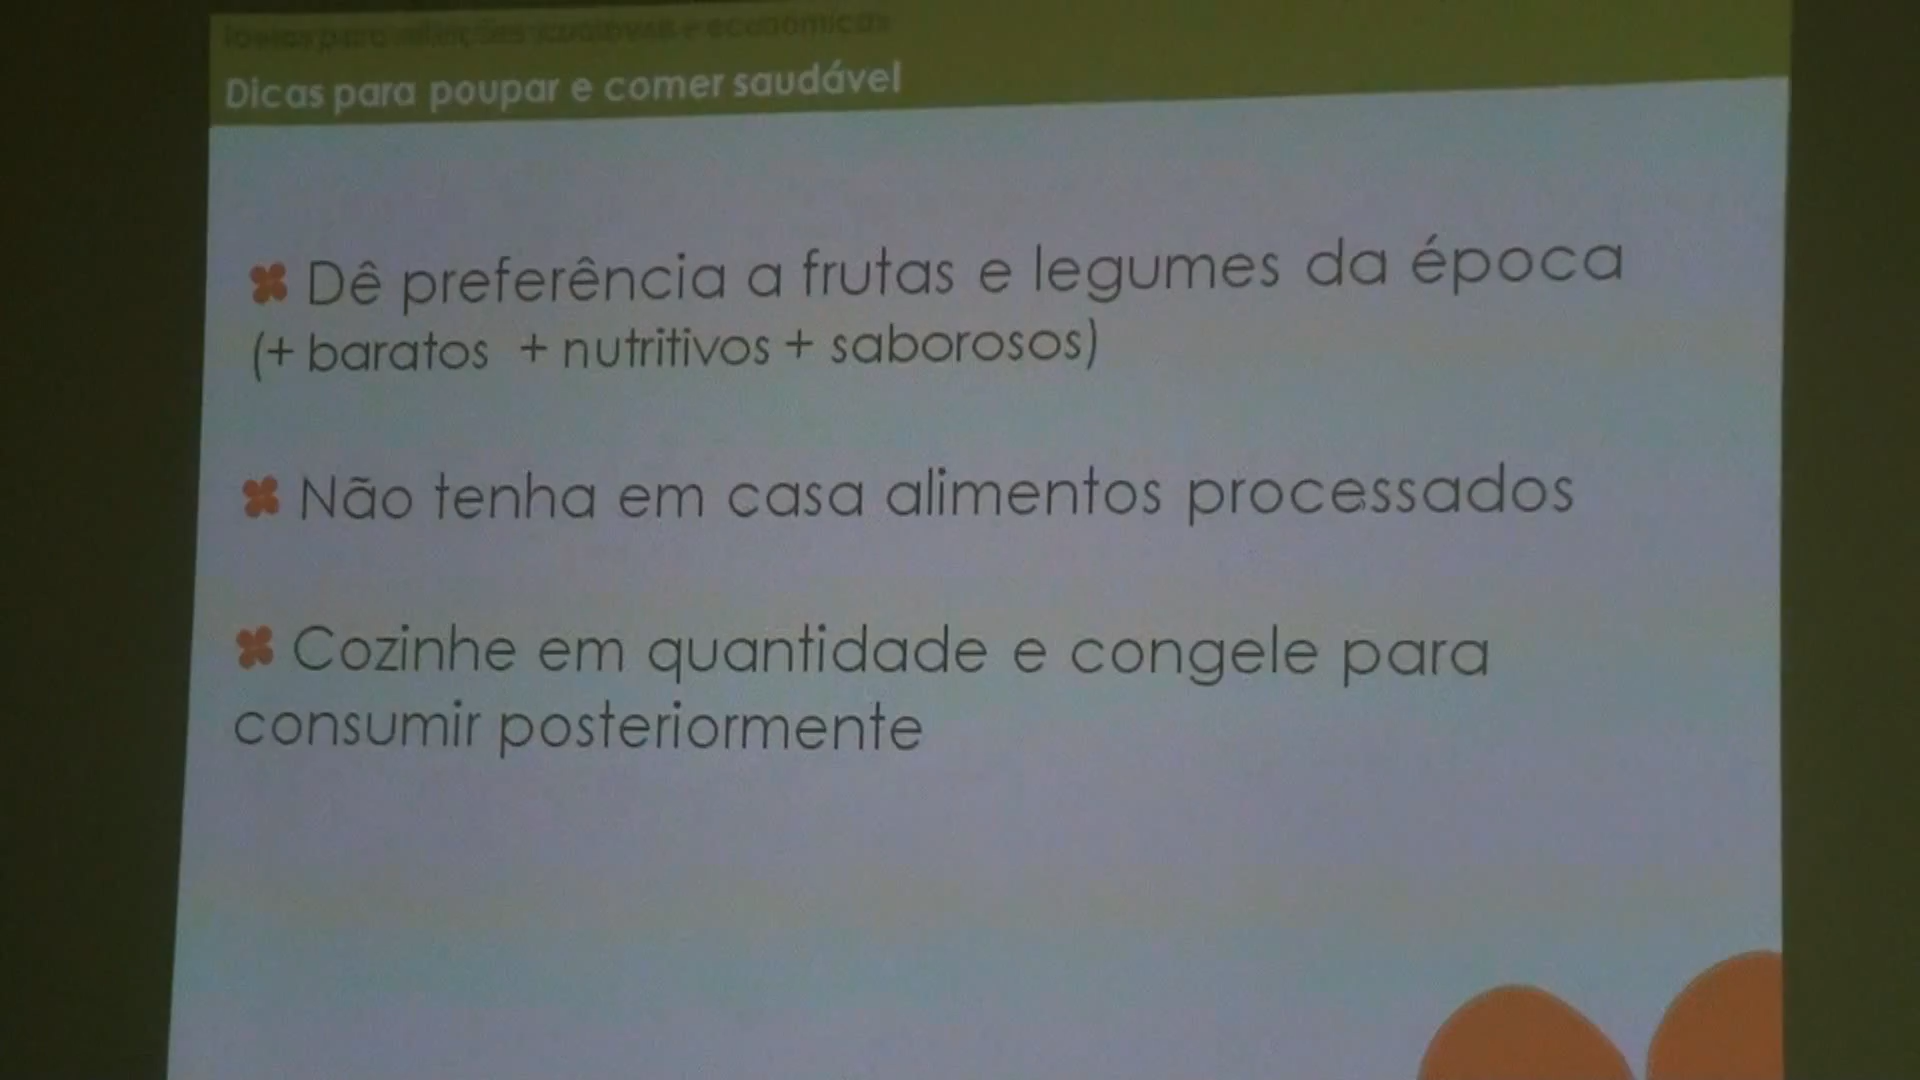 e económicas
Dicas para poupar e comer saudável
Dê preferência a frutas e legumes da época
(+ baratos + nutritivos + saborosos)
Não tenha em casa alimentos processados
Cozinhe em quantidade e congele para
consumir posteriormente